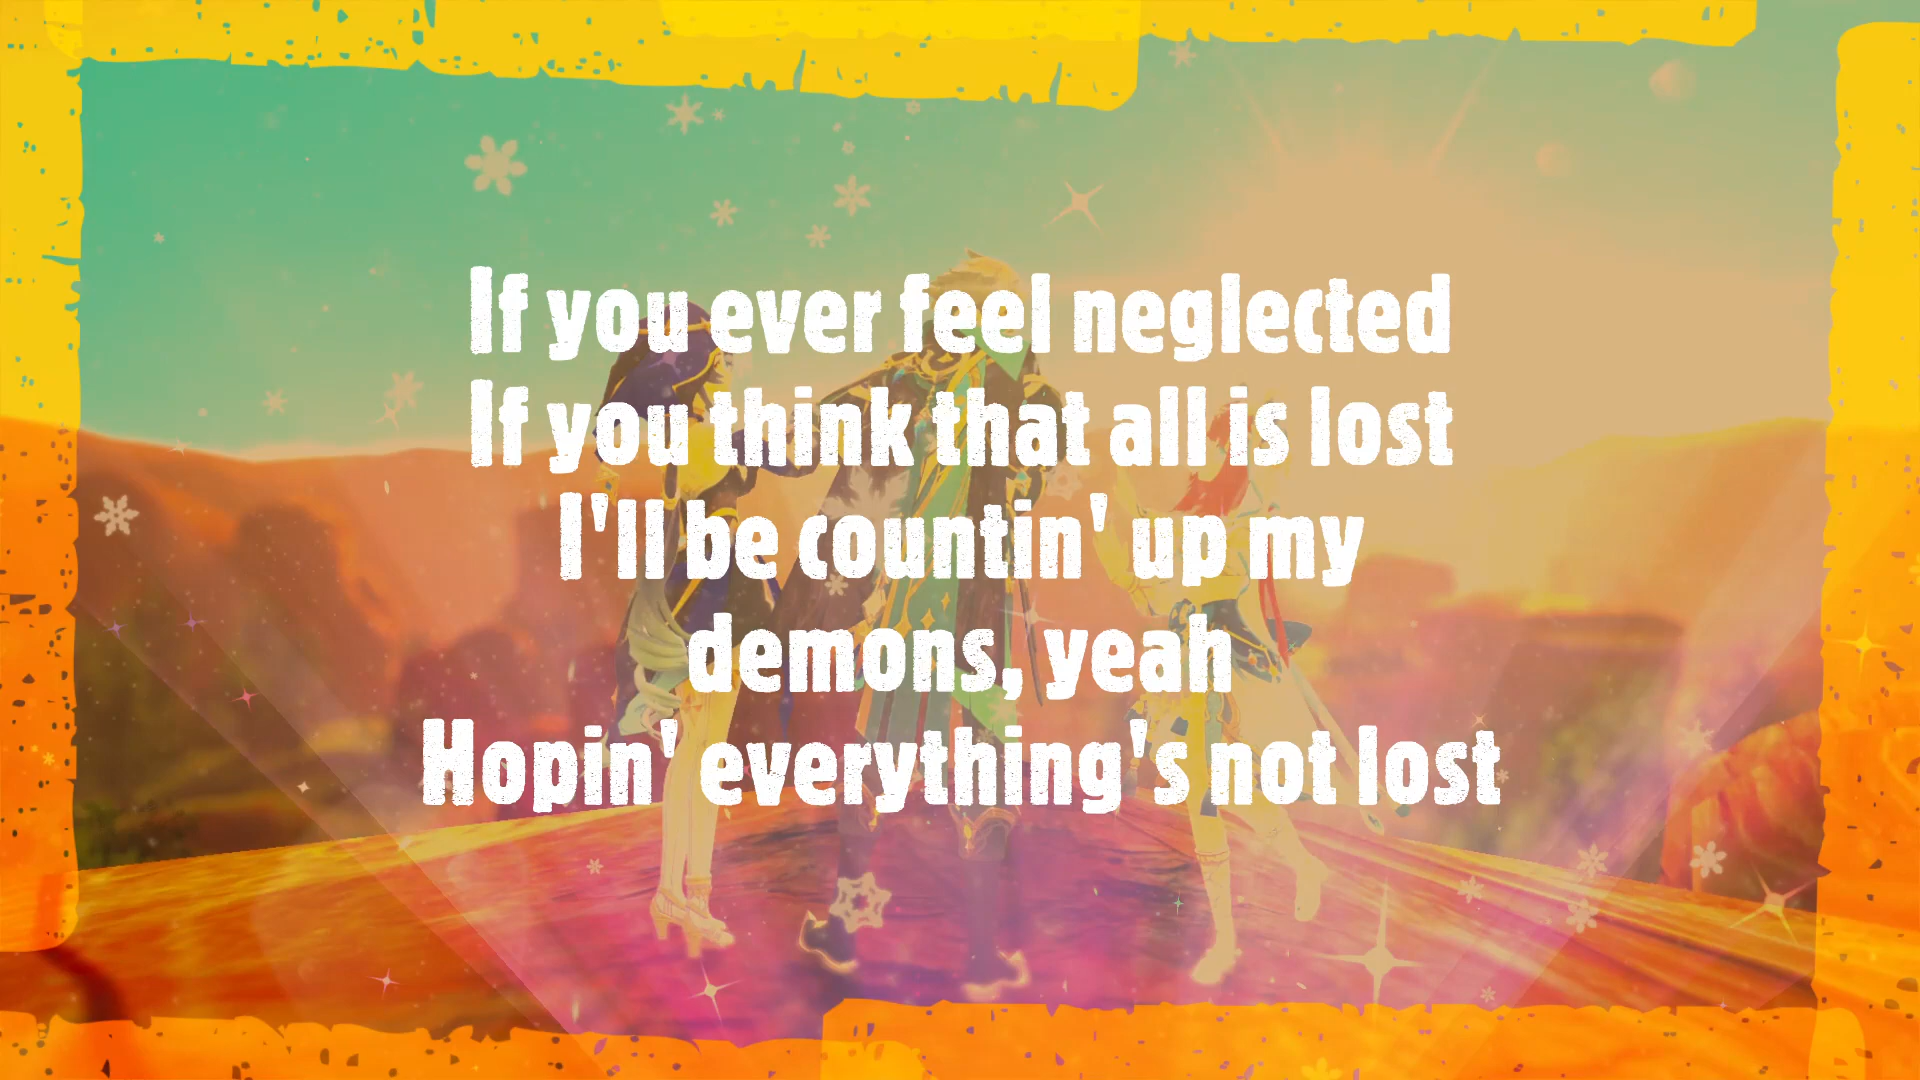 If you ever feel neglected
If you think that all is lost
I'll be countin' up my
demons, yeah
Hopin' everything's not lost